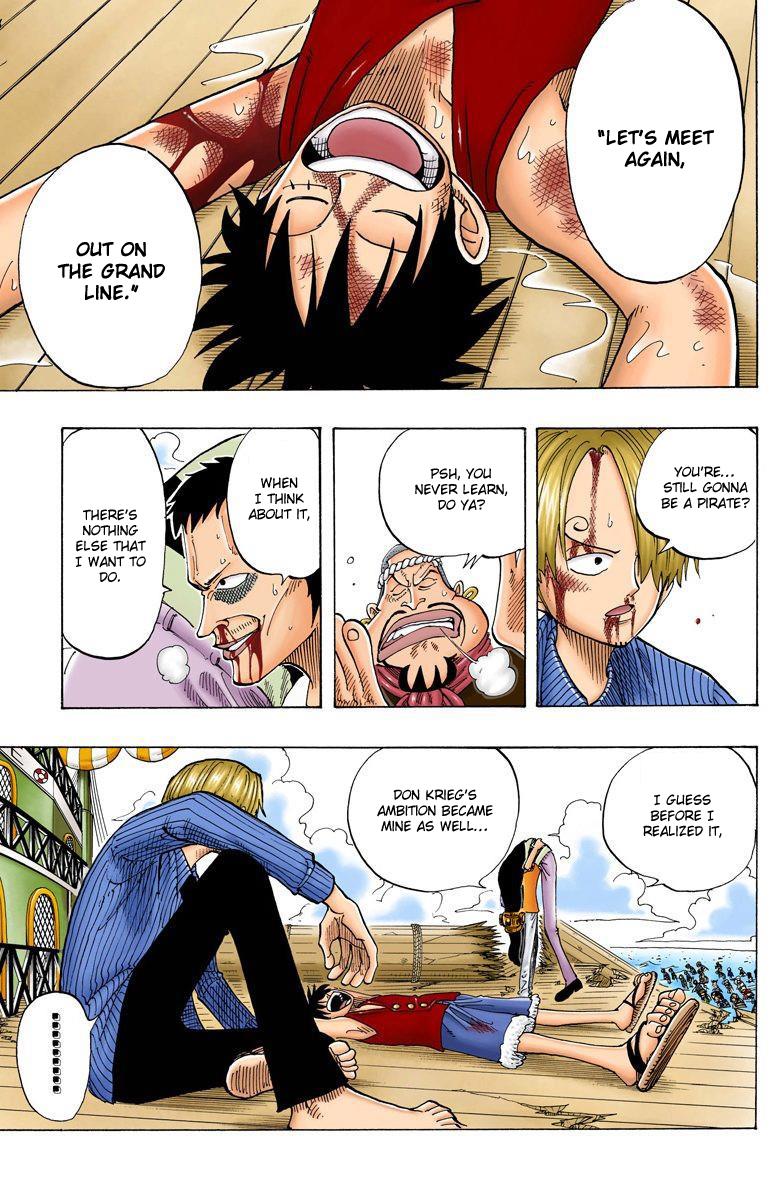 "LET'S MEET
AGAIN,
OUT ON
THE GRAND
LINE."
YOU'RE...
STILL GONNA
BE A PIRATE?
PSH, YOU
NEVER LEARN,
DO YA?
WHEN
I THINK
ABOUT IT,
THERE'S
NOTHING
ELSE THAT
I WANT TO
DO.
I GUESS
BEFORE I
REALIZED IT,
DON KRIEG'S
AMBITION BECAME
MINE AS WELL...
.........